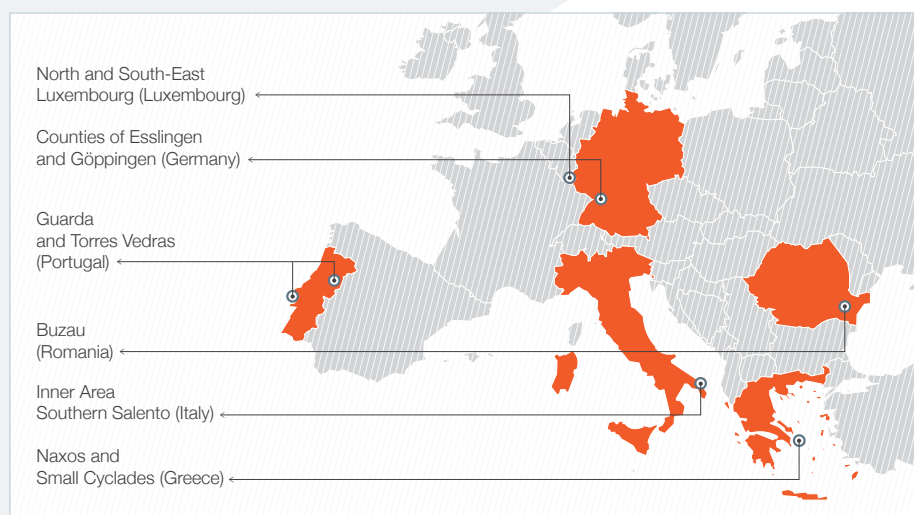 North and South-East
Luxembourg (Luxembourg)
Counties of Esslingen
and Göppingen (Germany)
Guarda
and Torres Vedras
(Portugal)
Buzau
(Romania)
Inner Area
Southern Salento (Italy)
Naxos and
Small Cyclades (Greece)